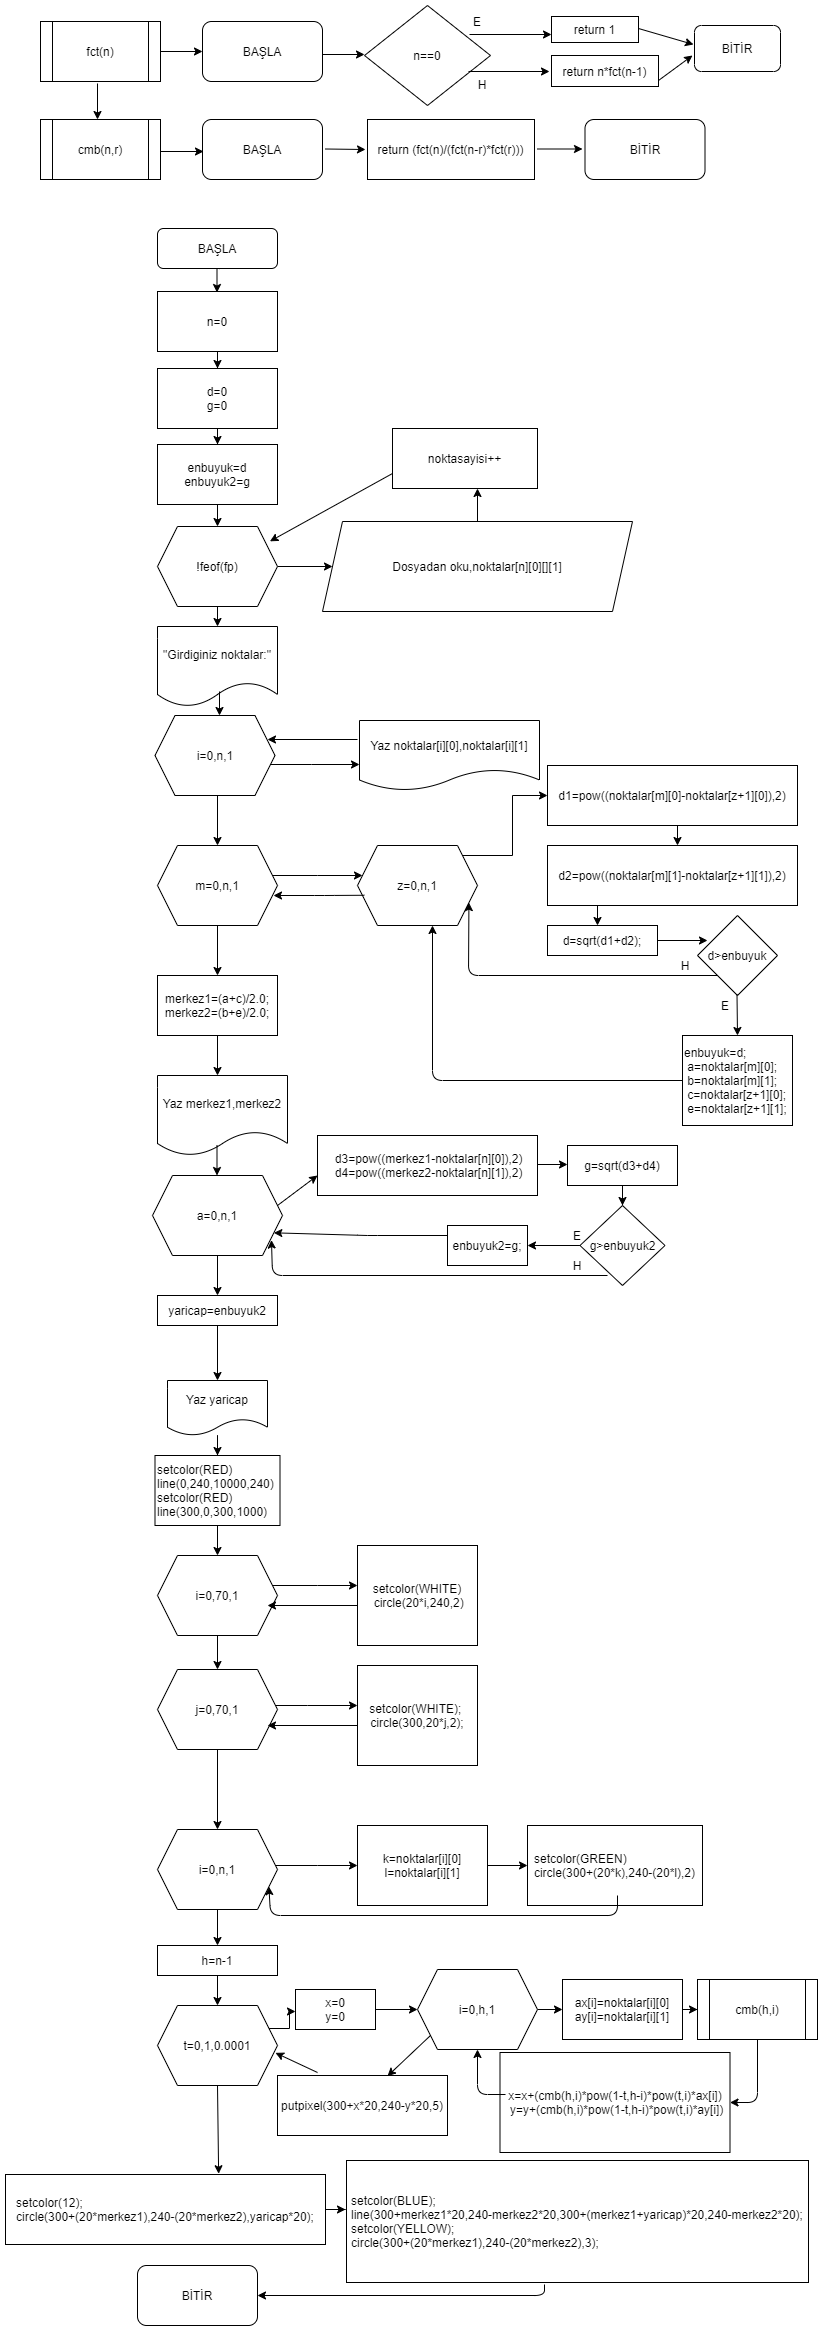 fct(n)
BAŞLA
n==0
E
return 1
H
return n*fct(n-1)
BİTİR
cmb(n,r)
BAŞLA
return (fct(n)/(fct(n-r)*fct(r)))
BİTİR
BAŞLA
n=0
d=0
g=0
enbuyuk=d
enbuyuk2=g
noktasayisi++
!feof(fp)
Dosyadan oku,noktalar[n][0][][1]
"Girdiginiz noktalar:"
i=0,n,1
Yaz noktalar[i][0],noktalar[i][1]
d1=pow((noktalar[m][0]-noktalar[z+1][0]),2)
m=0,n,1
z=0,n,1
d2=pow((noktalar[m][1]-noktalar[z+1][1]),2)
d=sqrt(d1+d2);
d>enbuyuk
H
E
merkez1=(a+c)/2.0;
merkez2=(b+e)/2.0;
enbuyuk=d;
a=noktalar[m][0];
b=noktalar[m][1];
c=noktalar[z+1][0];
e=noktalar[z+1][1];
Yaz merkez1,merkez2
d3=pow((merkez1-noktalar[n][0]),2)
d4=pow((merkez2-noktalar[n][1]),2)
g=sqrt(d3+d4)
a=0,n,1
enbuyuk2=g;
E
g>enbuyuk2
H
yaricap=enbuyuk2
Yaz yaricap
setcolor(RED)
line(0,240,10000,240)
setcolor(RED)
line(300,0,300,1000)
i=0,70,1
setcolor(WHITE)
circle(20*i,240,2)
j=0,70,1
setcolor(WHITE);
circle(300,20*j,2);
i=0,n,1
k=noktalar[i][0]
l=noktalar[i][1]
setcolor(GREEN)
circle(300+(20*k),240-(20*l),2)
h=n-1
t=0,1,0.0001
x=0
y=0
i=0,h,1
ax[i]=noktalar[i][0]
ay[i]=noktalar[i][1]
cmb(h,i)
putpixel(300+x*20,240-y*20,5)
x=x+(cmb(h,i)*pow(1-t,h-i)*pow(t,i)*ax[i])
y=y+(cmb(h,i)*pow(1-t,h-i)*pow(t,i)*ay[i])
setcolor(12);
circle(300+(20*merkez1),240-(20*merkez2),yaricap*20);
setcolor(BLUE);
line(300+merkez1*20,240-merkez2*20,300+(merkez1+yaricap)*20,240-merkez2*20);
setcolor(YELLOW);
circle(300+(20*merkez1),240-(20*merkez2),3);
BİTİR